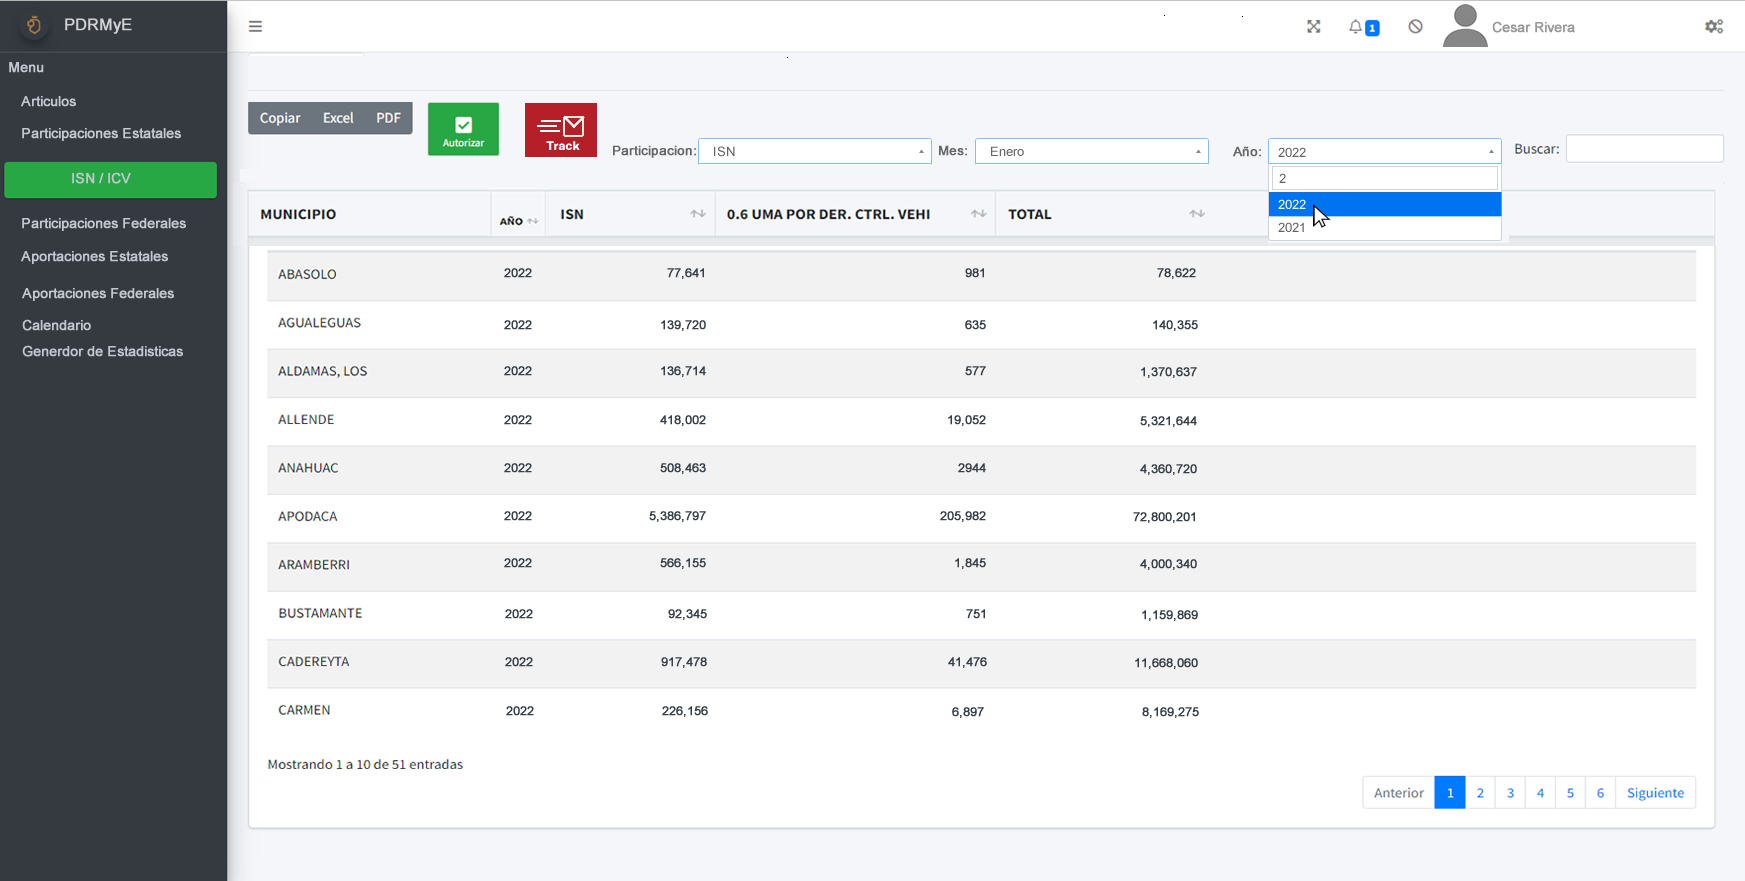 PDRMyE
1
Cesar Rivera
Menu
Articulos
Participaciones Estatales
ISN / ICV
Participaciones Federales
Aportaciones Estatales
Aportaciones Federales
Calendario
Generdor de Estadisticas
Copiar Excel PDF
Autorizar
Track
Participacion: ISN
Mes: Enero
Año: 2022
2
2022
2021
Buscar:
MUNICIPIO AÑO ISN 0.6 UMA POR DER. CTRL. VEHI TOTAL
ABASOLO 2022 77,641 981 78,622
AGUALEGUAS 2022 139,720 635 140,355
ALDAMAS, LOS 2022 136,714 577 1,370,637
ALLENDE 2022 418,002 19,052 5,321,644
ANAHUAC 2022 508,463 2944 4,360,720
APODACA 2022 5,386,797 205,982 72,800,201
ARAMBERRI 2022 566,155 1,845 4,000,340
BUSTAMANTE 2022 92,345 751 1,159,869
CADEREYTA 2022 917,478 41,476 11,668,060
CARMEN 2022 226,156 6,897 8,169,275
Mostrando 1 a 10 de 51 entradas
Anterior 1 2 3 4 5 6 Siguiente